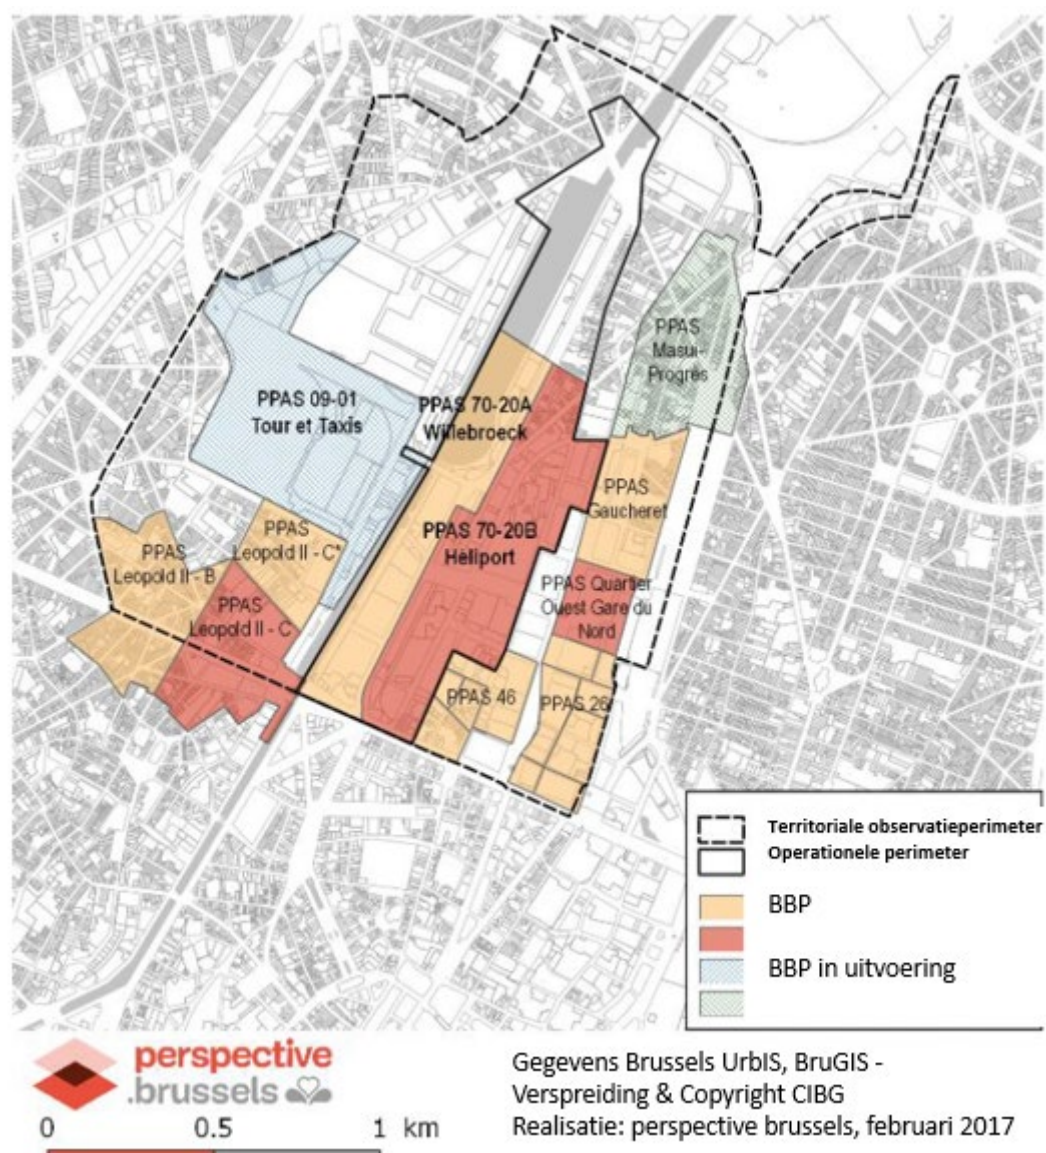 PPAS
Masui-
Progrès
PPAS 09-01
Tour et Taxis
PPAS 70-20A
Willebroeck
PPAS
Gaucheret
PPAS
Leopold II - C*
PPAS 70-20B
Heliport
PPAS
Leopold II - B
PPAS Quartier
Ouest Gare du
Nord
PPAS
Leopold II - C
PPAS 46
PPAS 26
Territoriale observatieperimeter
Operationele perimeter
BBP
BBP in uitvoering
perspective
.brussels
0 0.5 1 km
Gegevens Brussels UrbIS, BruGIS -
Verspreiding & Copyright CIBG
Realisatie: perspective brussels, februari 2017